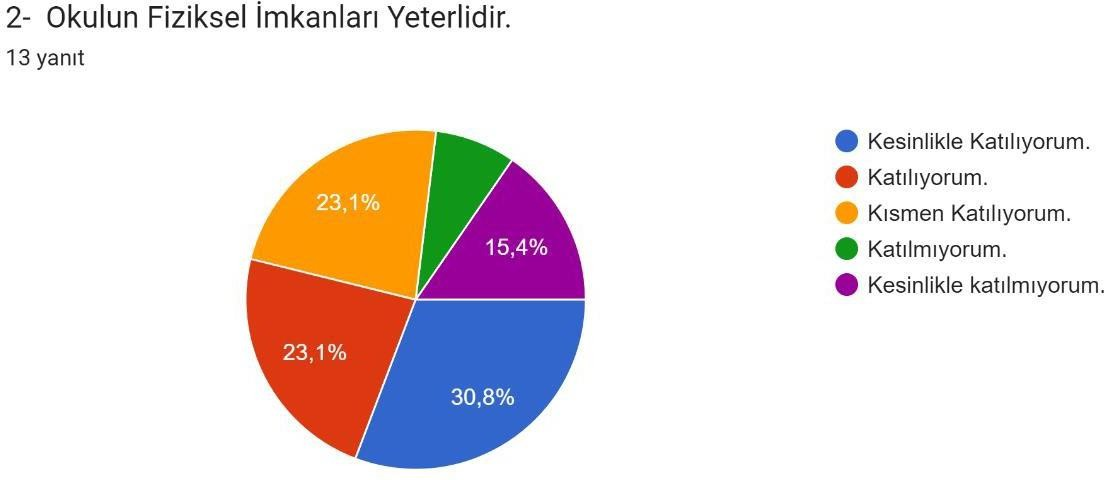 2- Okulun Fiziksel İmkanları Yeterlidir.
13 yanıt
Kesinlikle Katılıyorum.
Katılıyorum.
Kısmen Katılıyorum.
Katılmıyorum.
Kesinlikle katılmıyorum.
23,1%
15,4%
23,1%
30,8%